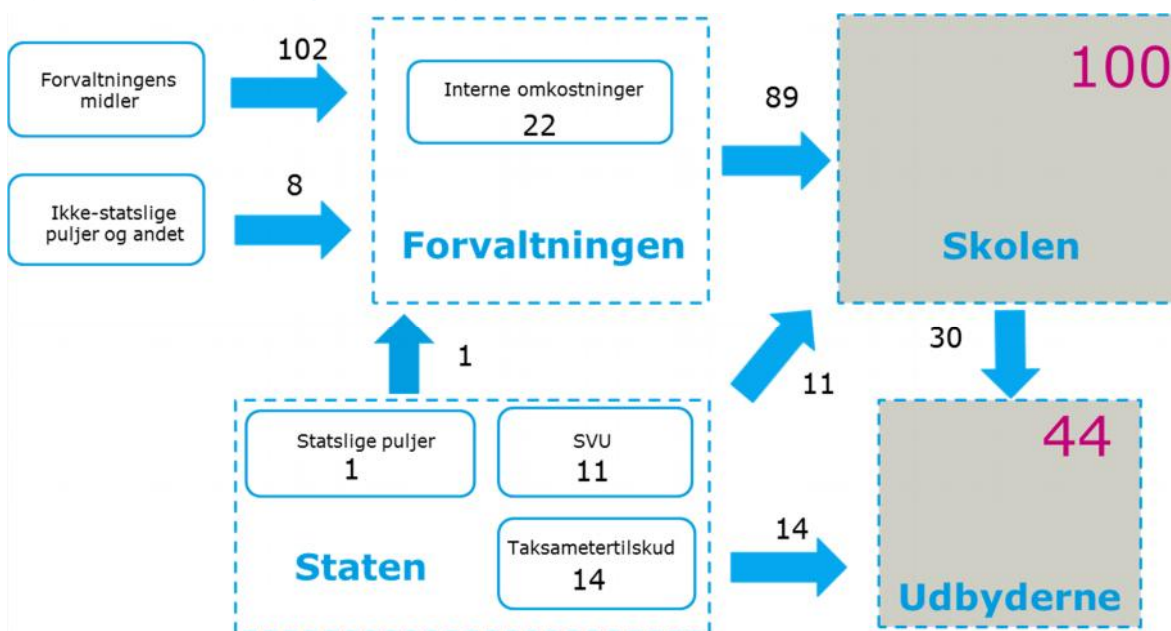 Forvaltningens
midler
102
Ikke-statslige
puljer og andet
8
Interne omkostninger
22
Forvaltningen
89
100
Skolen
1
11
30
Statslige puljer
1
SVU
11
Taksametertilskud
14
Staten
14
44
Udbyderne